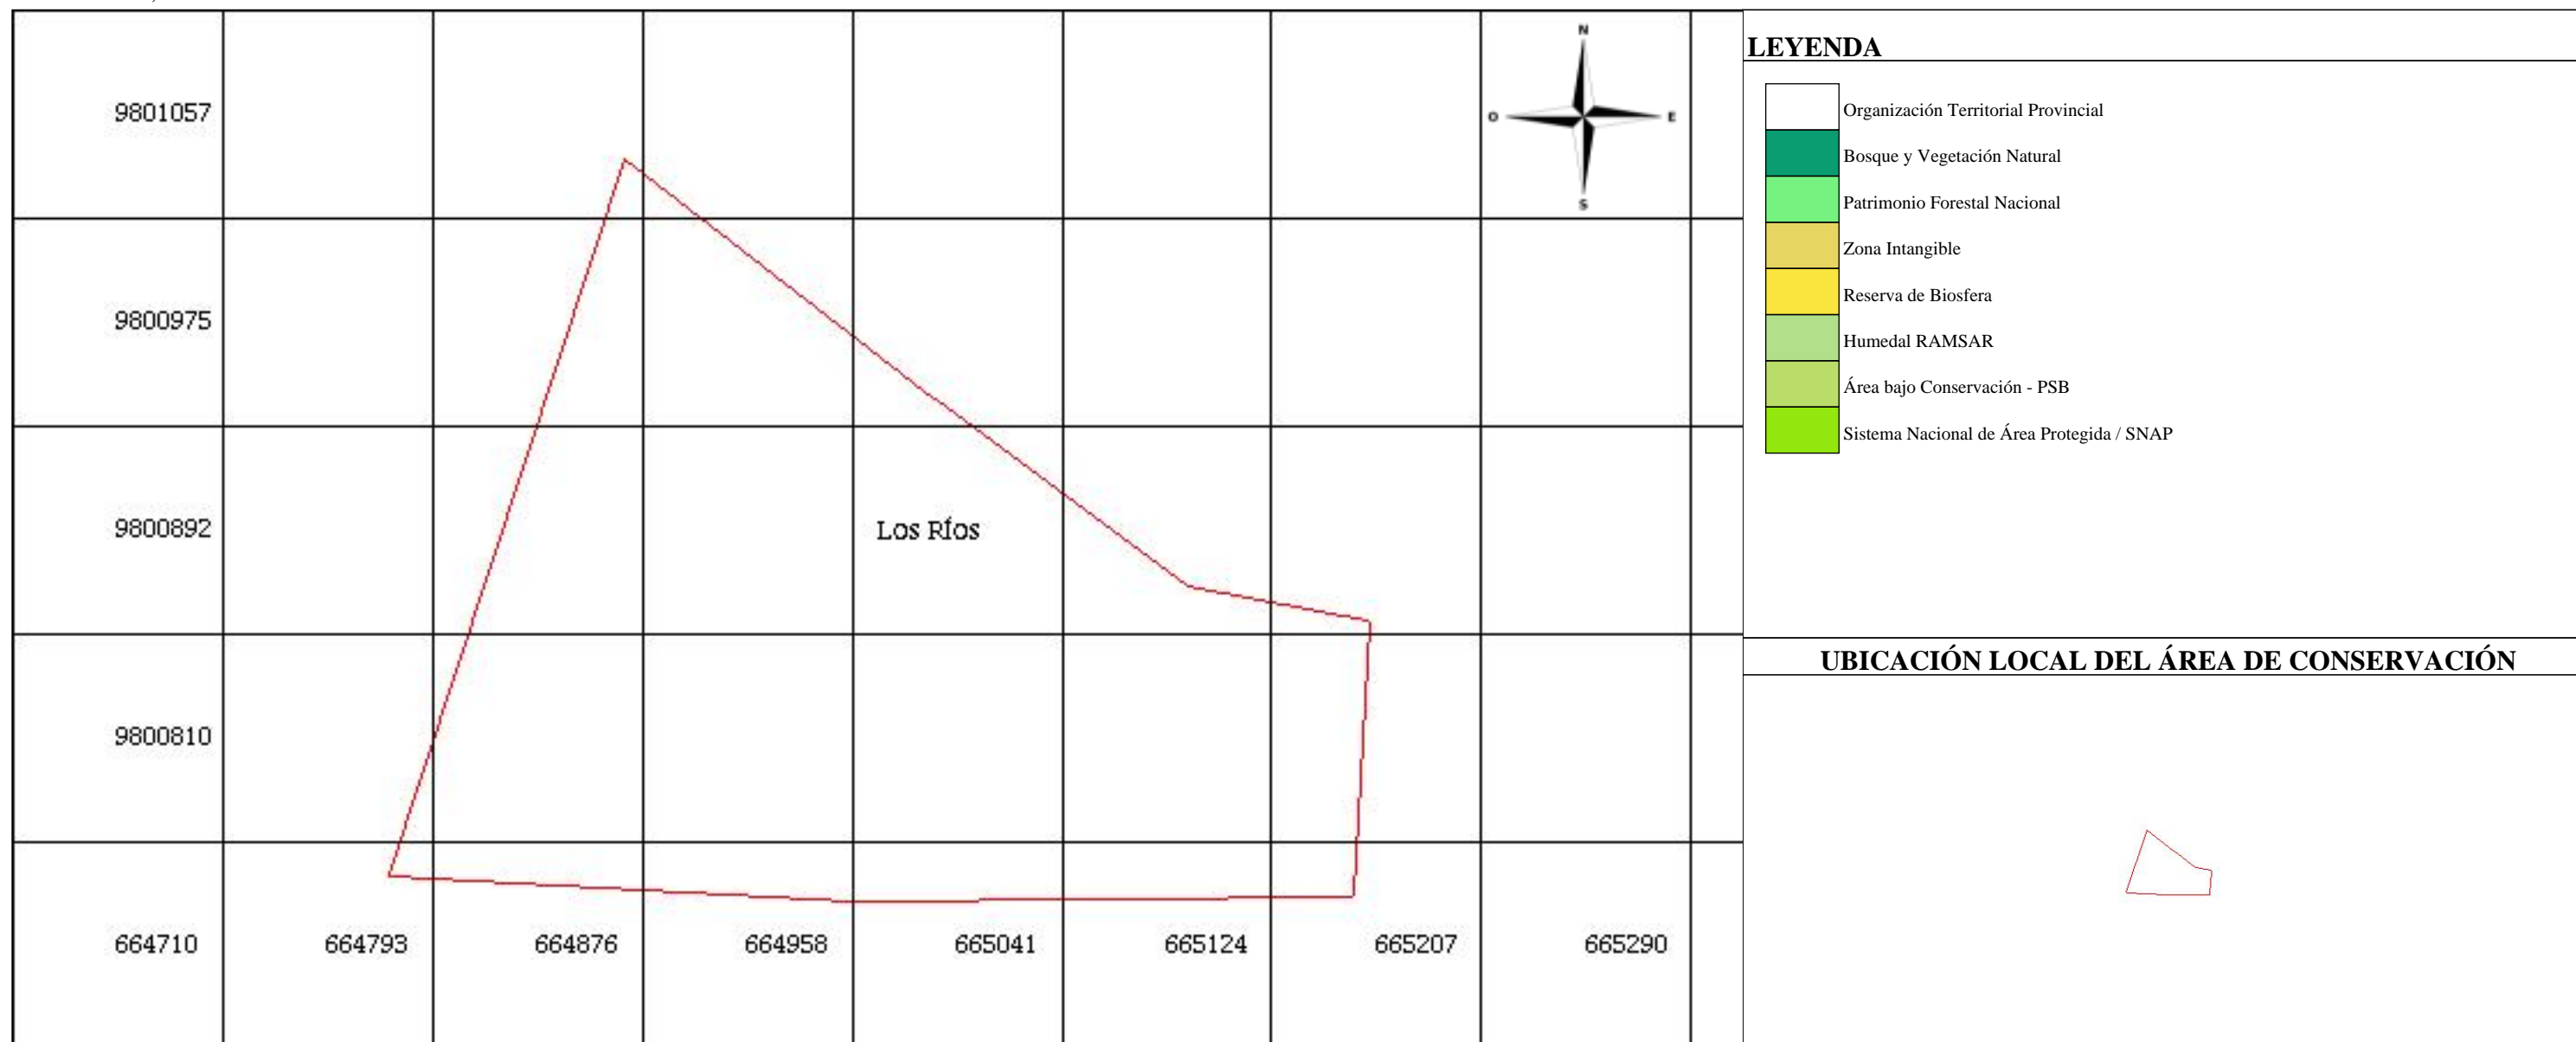 N
O E
S
9801057
9800975
9800892
LOS RÍOS
9800810
664710 664793 664876 664958 665041 665124 665207 665290
LEYENDA
Organización Territorial Provincial
Bosque y Vegetación Natural
Patrimonio Forestal Nacional
Zona Intangible
Reserva de Biosfera
Humedal RAMSAR
Área bajo Conservación - PSB
Sistema Nacional de Área Protegida / SNAP
UBICACIÓN LOCAL DEL ÁREA DE CONSERVACIÓN